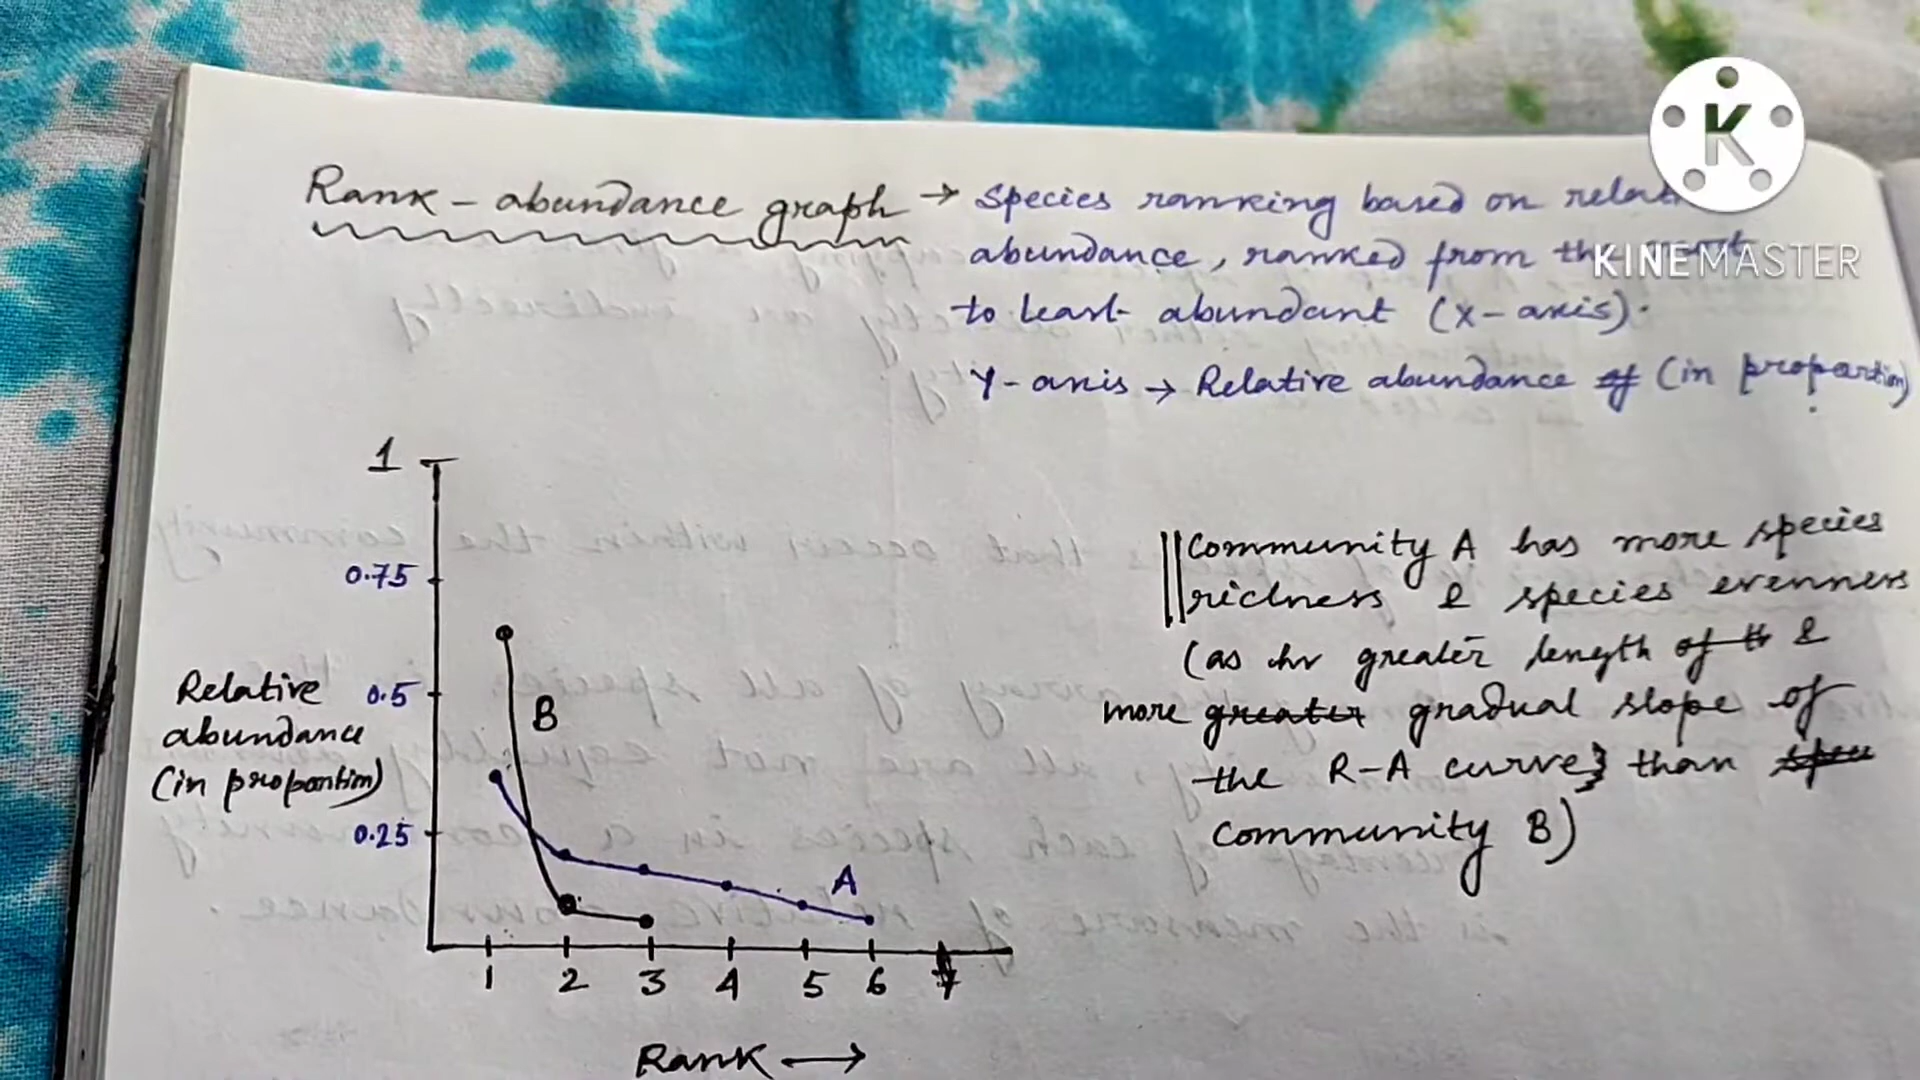 Rank - abundance graph → Species ranking based on
abundance, ranked from the
to least abundant (X-axis).
Y-axis → Relative abundance of (in proportion)
K
KINEMASTER
1
0.75
0.5
0.25
Relative
abundance
(in proportion)
B
A
1 2 3 4 5 6 7
Rank →
Community A has more species
richness & species evenness
(as greater length of &
more greater gradual slope of
the R-A curve than
community B)